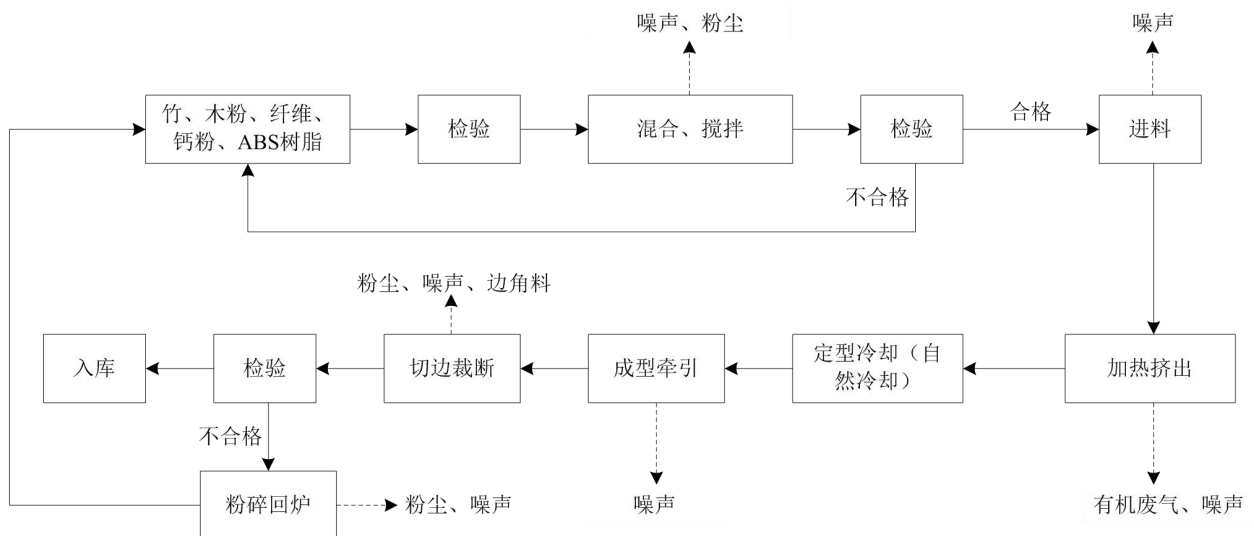 噪声、粉尘
噪声
竹、木粉、纤维、
钙粉、ABS树脂
检验
混合、搅拌
检验
合格
进料
不合格
粉尘、噪声、边角料
入库
检验
切边裁断
成型牵引
定型冷却（自
然冷却）
加热挤出
不合格
粉碎回炉
粉尘、噪声
噪声
有机废气、噪声